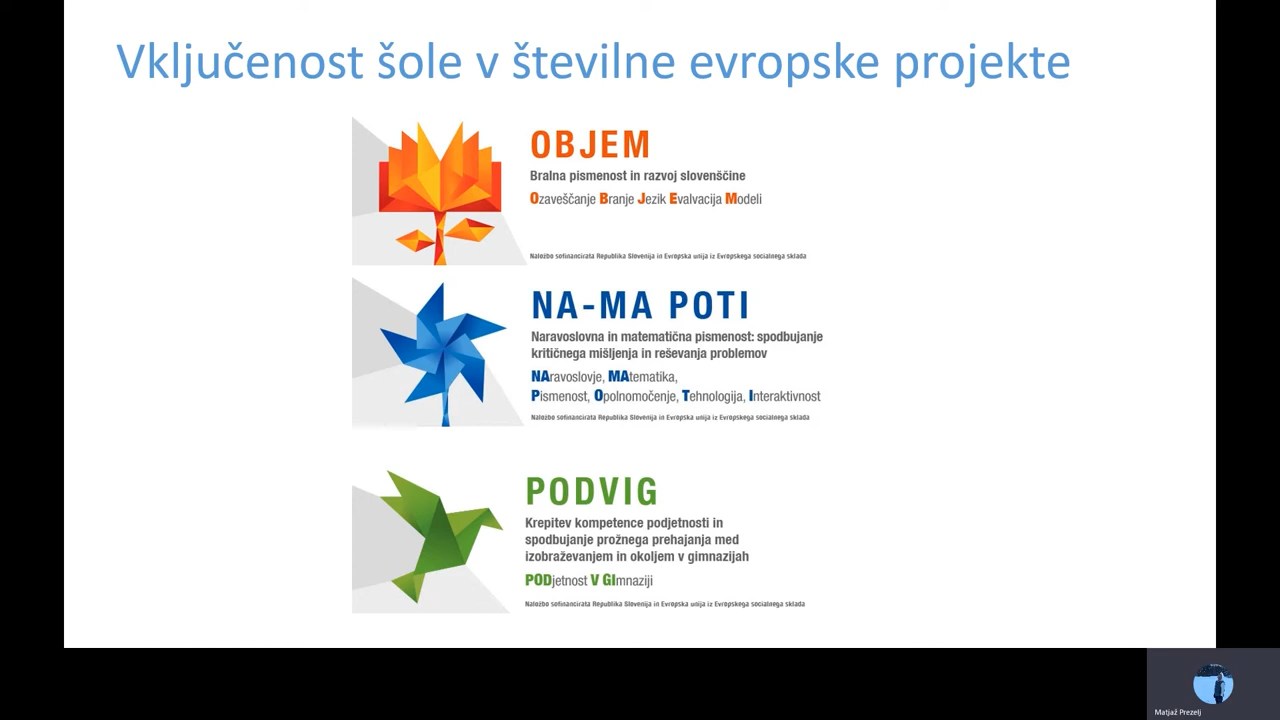 Vključenost šole v številne evropske projekte
OBJEM
Bralna pismenost in razvoj slovenščine
Ozaveščanje Branje Jezik Evalvacija Modeli
Naložbo sofinancirata Republika Slovenija in Evropska unija iz Evropskega socialnega sklada
NA-MA POTI
Naravoslovna in matematična pismenost: spodbujanje
kritičnega mišljenja in reševanja problemov
NAravoslovje, MAtematika,
Pismenost, Opolnomočenje, Tehnologija, Interaktivnost
Naložbo sofinancirata Republika Slovenija in Evropska unija iz Evropskega socialnega sklada
PODVIG
Krepitev kompetence podjetnosti in
spodbujanje prožnega prehajanja med
izobraževanjem in okoljem v gimnazijah
PODjetnost V GImnaziji
Naložbo sofinancirata Republika Slovenija in Evropska unija iz Evropskega socialnega sklada
Matjaž Prezelj